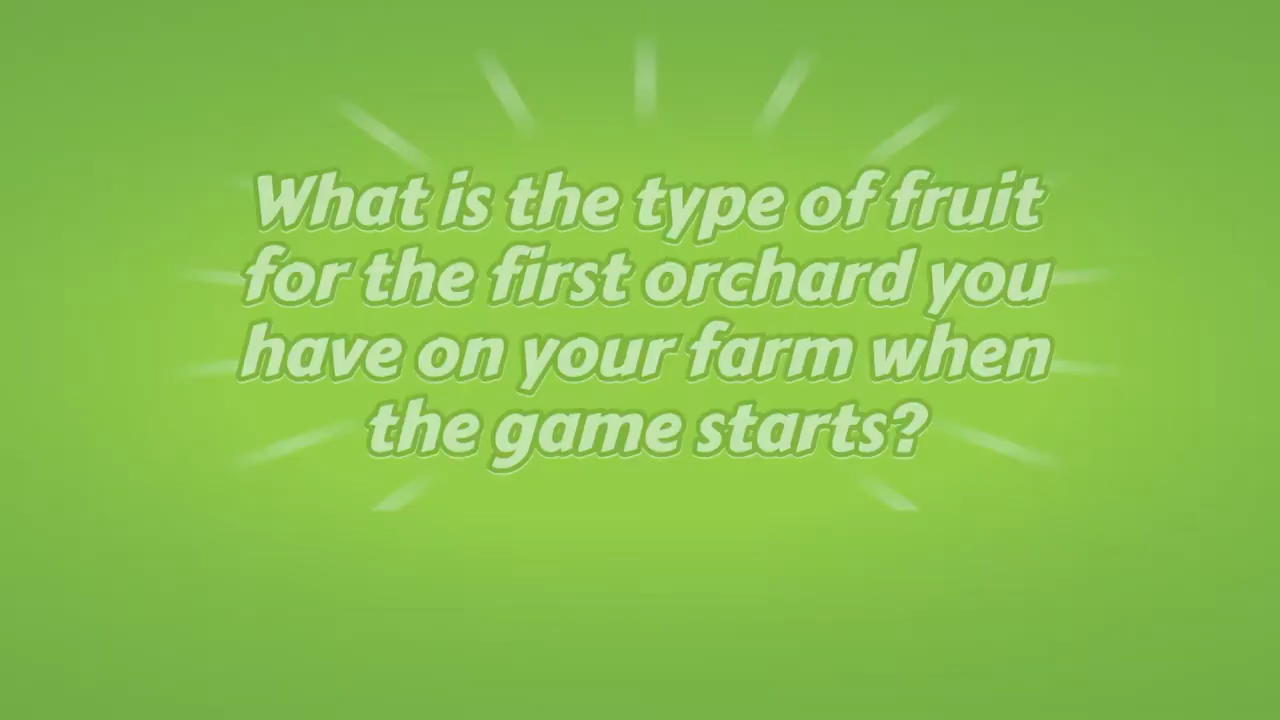 What is the type of fruit
for the first orchard you
have on your farm when
the game starts?